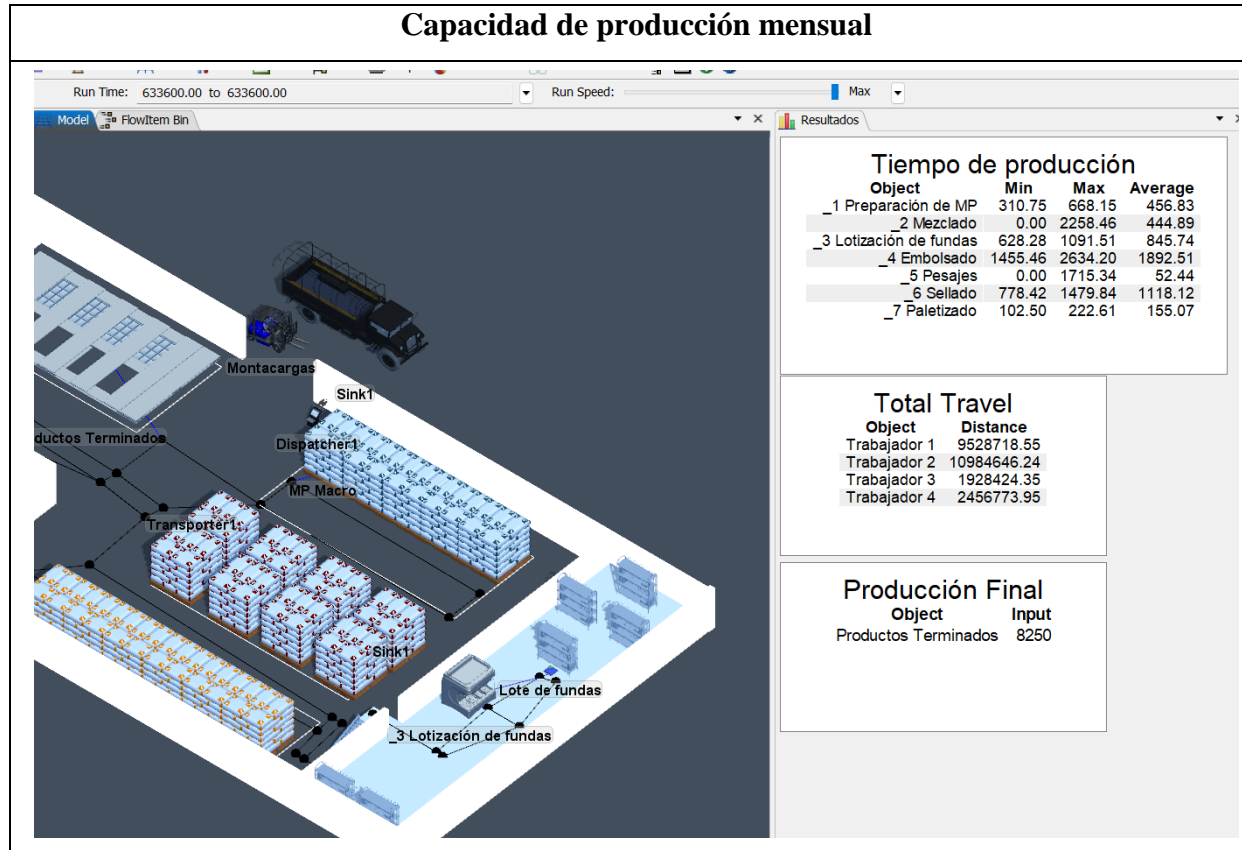 Capacidad de producción mensual
Run Time: 633600.00 to 633600.00 Run Speed: Max
Model FlowItem Bin Resultados
Tiempo de producción
Object Min Max Average
_1 Preparación de MP 310.75 668.15 456.83
_2 Mezclado 0.00 2258.46 444.89
_3 Lotización de fundas 628.28 1091.51 845.74
_4 Embolsado 1455.46 2634.20 1892.51
_5 Pesajes 0.00 1715.34 52.44
_6 Sellado 778.42 1479.84 1118.12
_7 Paletizado 102.50 222.61 155.07
Montacargas
Sink1
ductos Terminados
Dispatcher1
MP Macro
Transporter1
Sink1
Lote de fundas
_3 Lotización de fundas
Total Travel
Object Distance
Trabajador 1 9528718.55
Trabajador 2 10984646.24
Trabajador 3 1928424.35
Trabajador 4 2456773.95
Producción Final
Object Input
Productos Terminados 8250